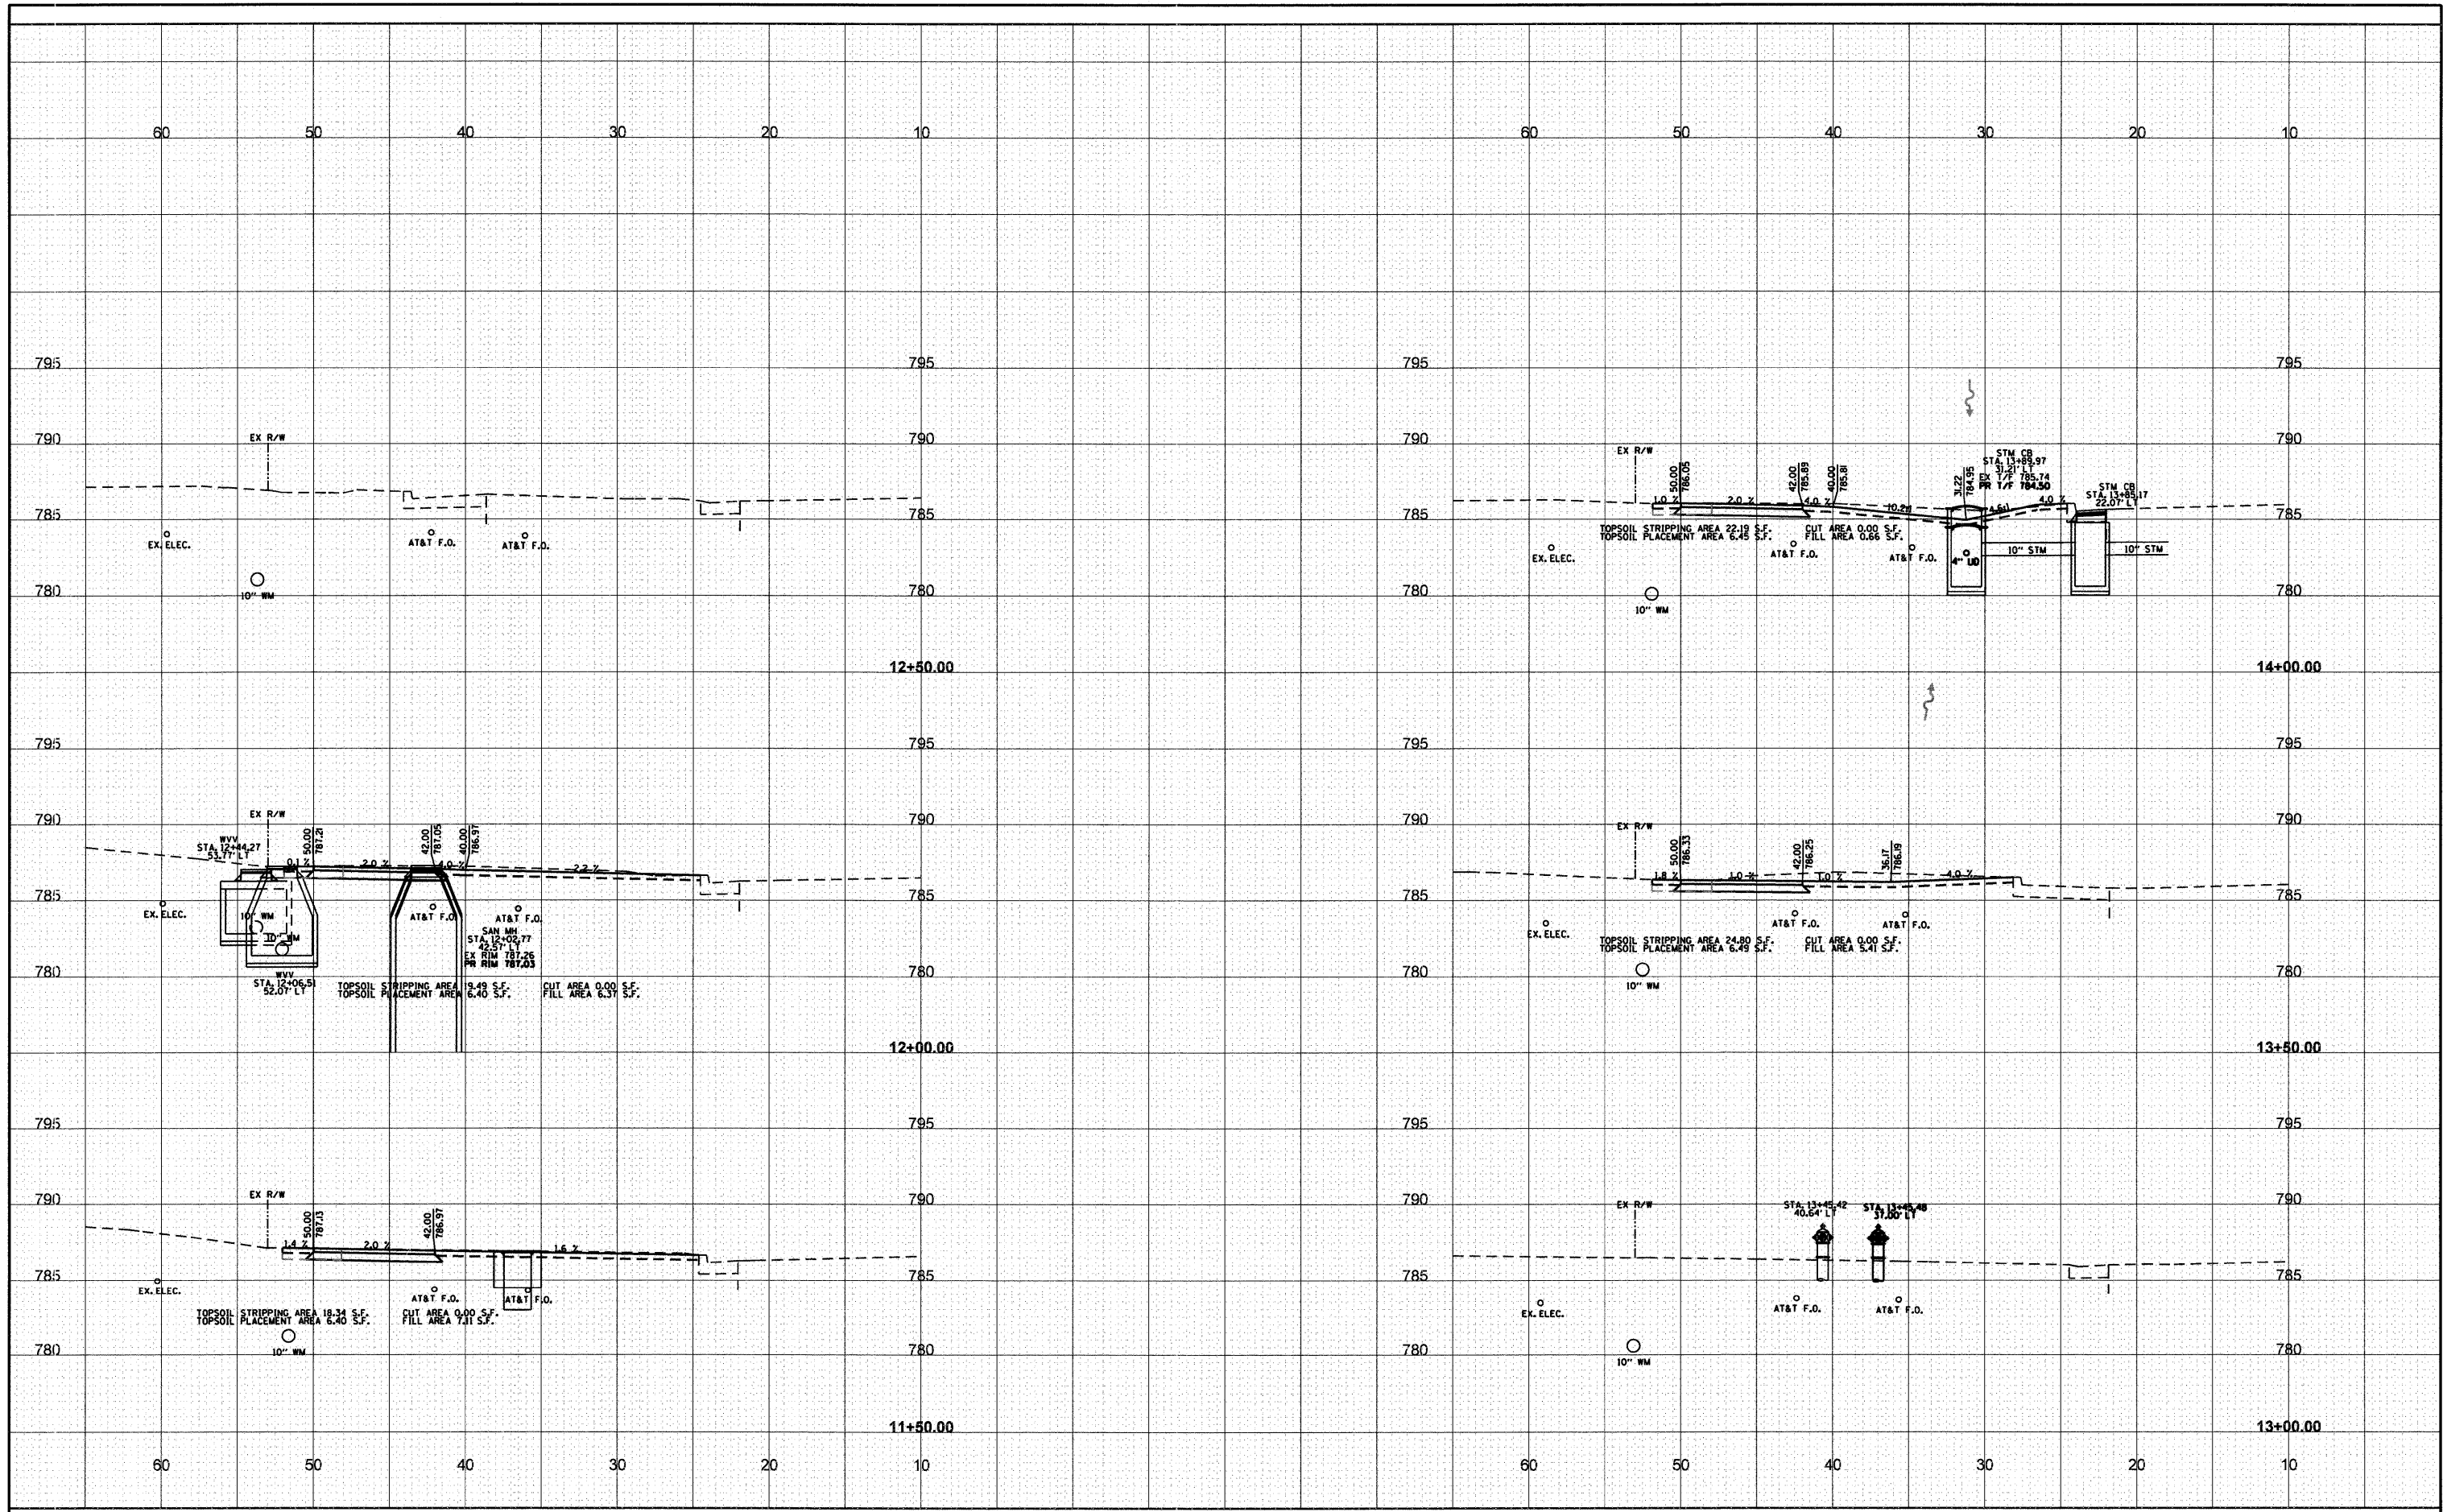 60 50 40 30 20 10
60 50 40 30 20 10
795 795
790 790
EX R/W
785 785
EX. ELEC.
AT&T F.O.
AT&T F.O.
780 780
10" WM
12+50.00
795 795
790 790
EX R/W
WVV
STA. 12+44.27
53.77' LT
50.00
787.21
42.00
787.05
40.00
786.97
0.1 %
2.0 %
4.0 %
2.2 %
785 785
EX. ELEC.
10" WM
10" WM
AT&T F.O.
AT&T F.O.
SAN MH
STA. 12+02.77
42.57' LT
EX RIM 787.26
PR RIM 787.03
780 780
WVV
STA. 12+06.51
52.07' LT
TOPSOIL STRIPPING AREA 19.49 S.F. CUT AREA 0.00 S.F.
TOPSOIL PLACEMENT AREA 6.40 S.F. FILL AREA 6.37 S.F.
12+00.00
795 795
790 790
EX R/W
50.00
787.13
42.00
786.97
1.4 %
2.0 %
1.6 %
785 785
EX. ELEC.
AT&T F.O.
AT&T F.O.
TOPSOIL STRIPPING AREA 18.34 S.F. CUT AREA 0.00 S.F.
TOPSOIL PLACEMENT AREA 6.40 S.F. FILL AREA 7.11 S.F.
780 780
10" WM
11+50.00
60 50 40 30 20 10
795 795
790 790
EX R/W
50.00
786.05
42.00
785.89
40.00
785.81
31.22
784.95
STM CB
STA. 13+89.97
31.21' LT
EX T/F 785.74
PR T/F 784.50
STM CB
STA. 13+85.17
22.07' LT
1.0 %
2.0 %
4.0 %
4.0 %
785 785
TOPSOIL STRIPPING AREA 22.19 S.F. CUT AREA 0.00 S.F.
TOPSOIL PLACEMENT AREA 6.45 S.F. FILL AREA 0.66 S.F.
EX. ELEC.
AT&T F.O.
AT&T F.O.
4" UD
10" STM
10" STM
780 780
10" WM
14+00.00
795 795
790 790
EX R/W
50.00
786.33
42.00
786.25
36.17
786.19
1.8 %
1.0 %
1.0 %
4.0 %
785 785
EX. ELEC.
AT&T F.O.
AT&T F.O.
TOPSOIL STRIPPING AREA 24.80 S.F. CUT AREA 0.00 S.F.
TOPSOIL PLACEMENT AREA 6.49 S.F. FILL AREA 5.41 S.F.
780 780
10" WM
13+50.00
795 795
790 790
EX R/W
STA. 13+45.42
40.64' LT
STA. 13+45.48
37.00' LT
785 785
EX. ELEC.
AT&T F.O.
AT&T F.O.
780 780
10" WM
13+00.00
60 50 40 30 20 10